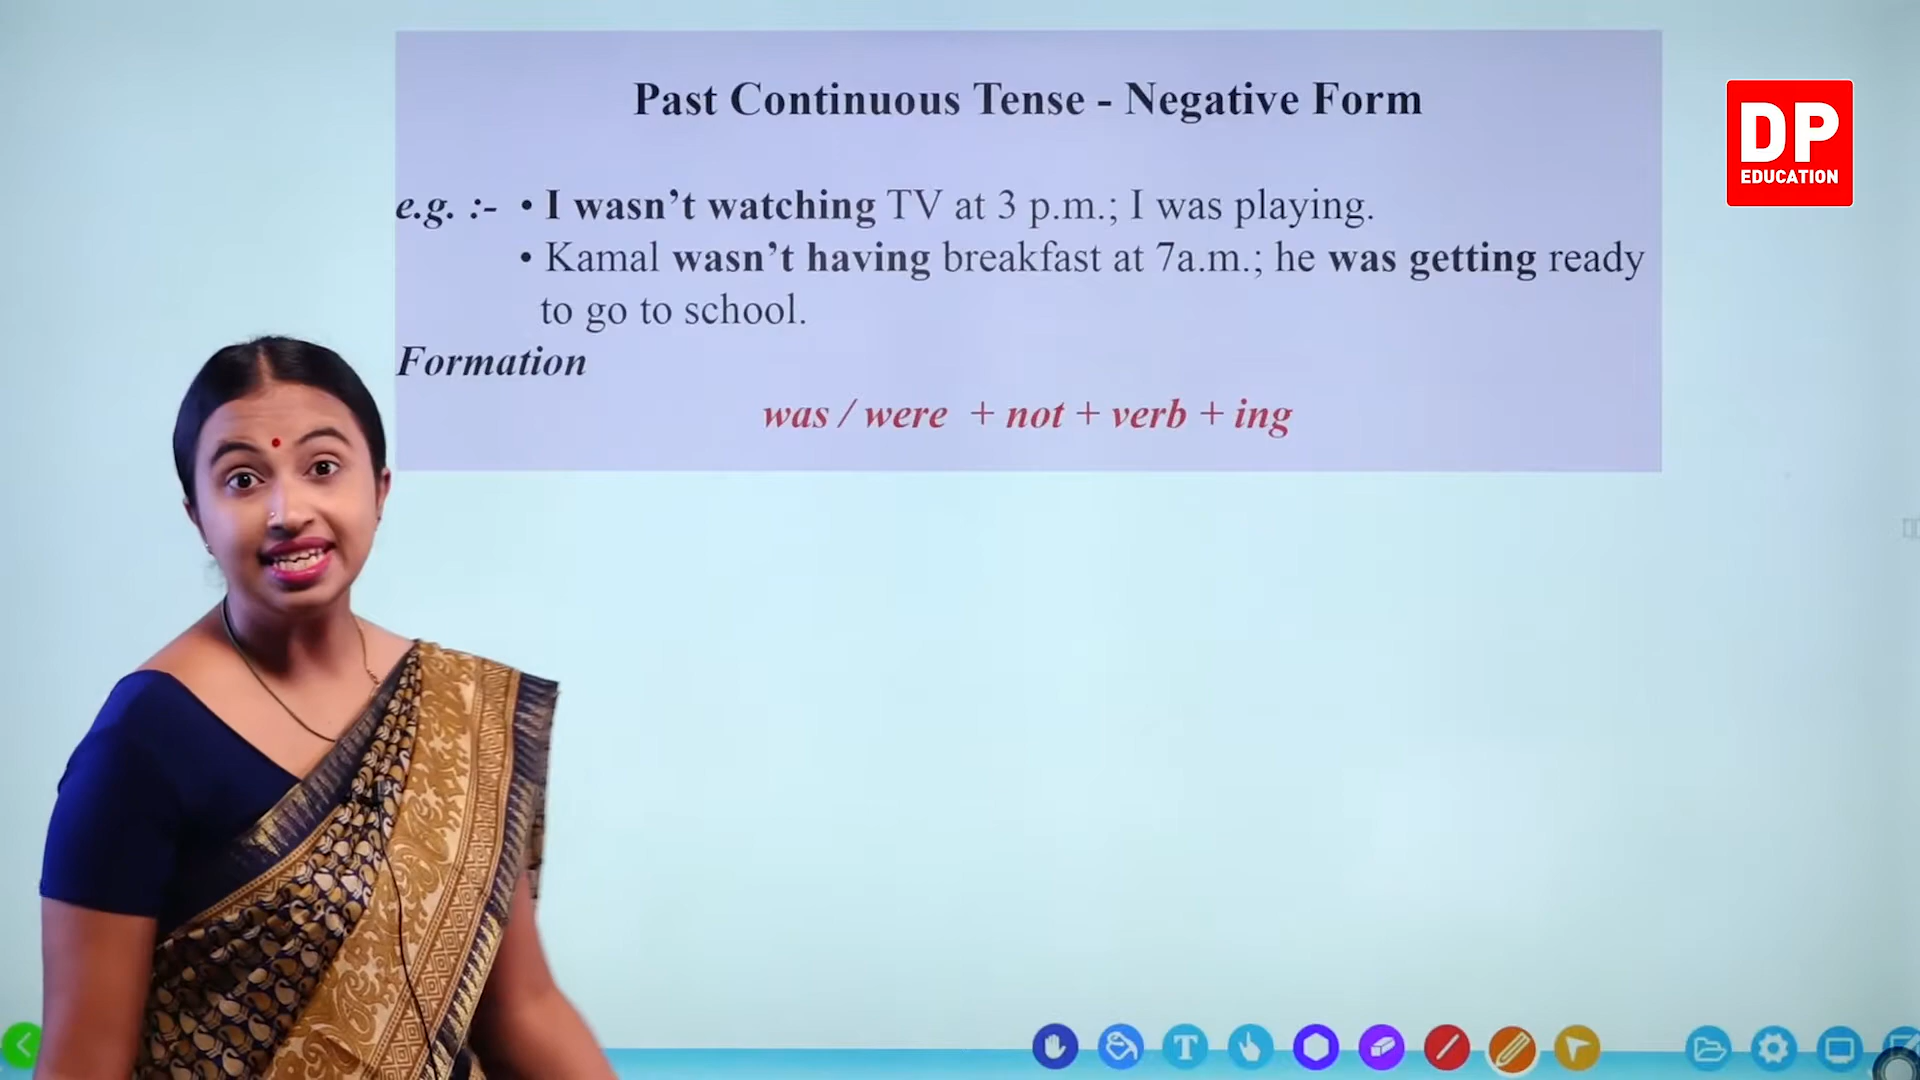 Past Continuous Tense - Negative Form
DP
EDUCATION
e.g. :- • I wasn’t watching TV at 3 p.m.; I was playing.
• Kamal wasn’t having breakfast at 7a.m.; he was getting ready
to go to school.
Formation
was / were + not + verb + ing
T